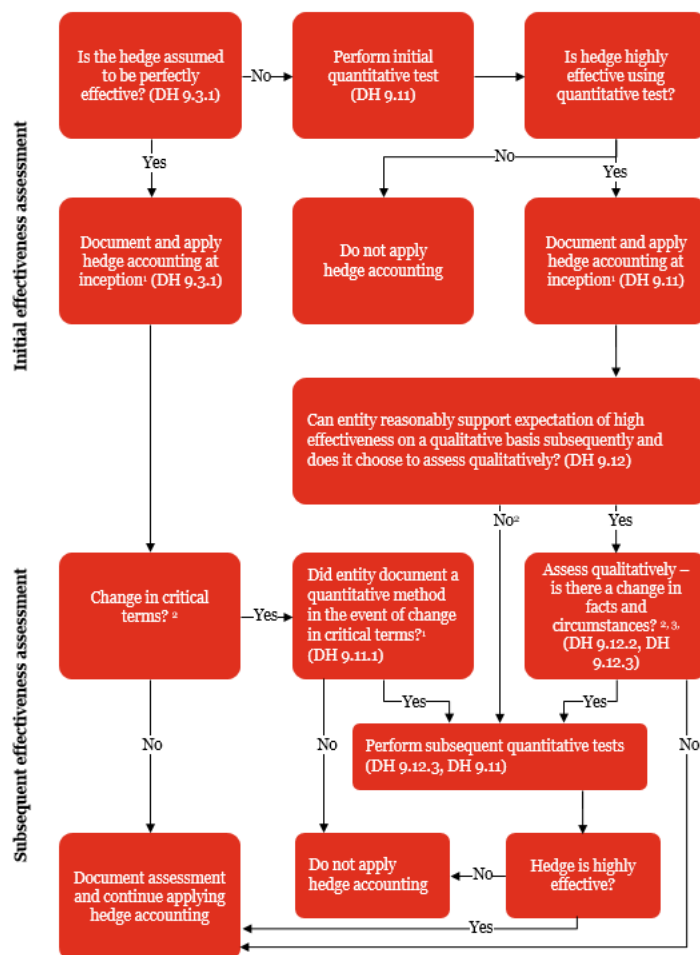 Initial effectiveness assessment
Is the hedge assumed
to be perfectly
effective? (DH 9.3.1)
No
Perform initial
quantitative test
(DH 9.11)
Is hedge highly
effective using
quantitative test?
Yes
No
Yes
Document and apply
hedge accounting at
inception¹ (DH 9.3.1)
Do not apply
hedge accounting
Document and apply
hedge accounting at
inception¹ (DH 9.11)
Can entity reasonably support expectation of high
effectiveness on a qualitative basis subsequently and
does it choose to assess qualitatively? (DH 9.12)
No²
Yes
Subsequent effectiveness assessment
Change in critical
terms? ²
Yes
Did entity document a
quantitative method
in the event of change
in critical terms?¹
(DH 9.11.1)
Assess qualitatively –
is there a change in
facts and
circumstances? ²,³,
(DH 9.12.2, DH
9.12.3)
Yes
Yes
No
No
No
Perform subsequent quantitative tests
(DH 9.12.3, DH 9.11)
Document assessment
and continue applying
hedge accounting
Do not apply
hedge accounting
No
Hedge is highly
effective?
Yes